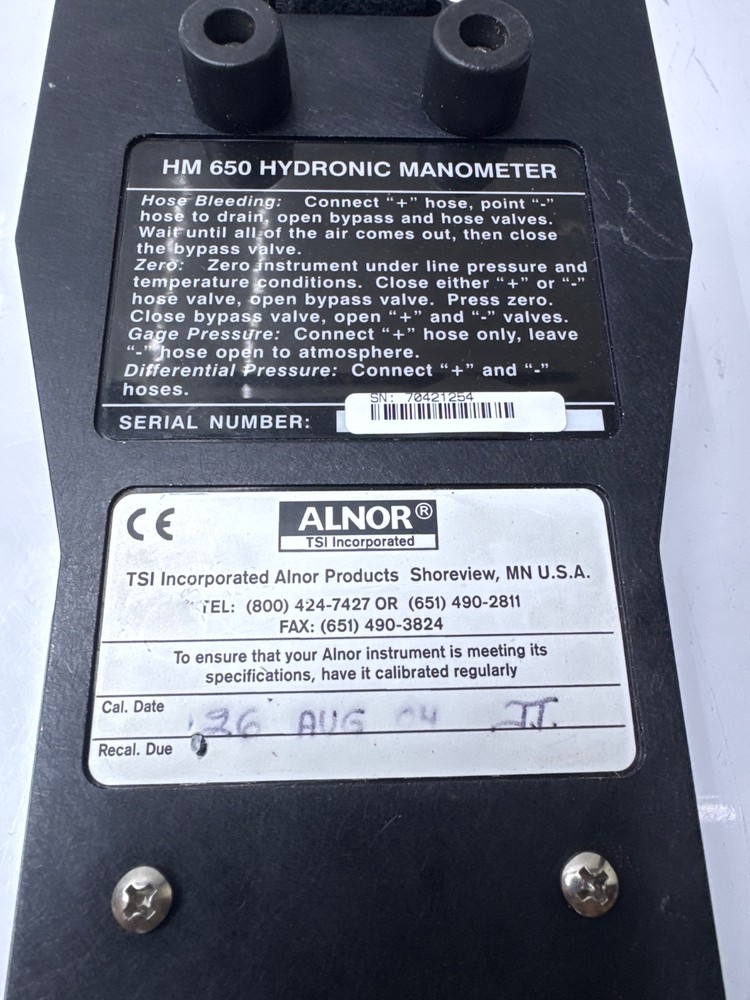 HM 650 HYDRONIC MANOMETER
Hose Bleeding: Connect "+" hose, point "-"
hose to drain, open bypass and hose valves.
Wait until all of the air comes out, then close
the bypass valve.
Zero: Zero instrument under line pressure and
temperature conditions. Close either "+" or "-"
hose valve, open bypass valve. Press zero.
Close bypass valve, open "+" and "-" valves.
Gage Pressure: Connect "+" hose only, leave
"-" hose open to atmosphere.
Differential Pressure: Connect "+" and "-"
hoses.
SN: 70421254
SERIAL NUMBER:
CE
ALNOR®
TSI Incorporated
TSI Incorporated Alnor Products Shoreview, MN U.S.A.
TEL: (800) 424-7427 OR (651) 490-2811
FAX: (651) 490-3824
To ensure that your Alnor instrument is meeting its
specifications, have it calibrated regularly
Cal. Date 26 AUG 04
Recal. Due